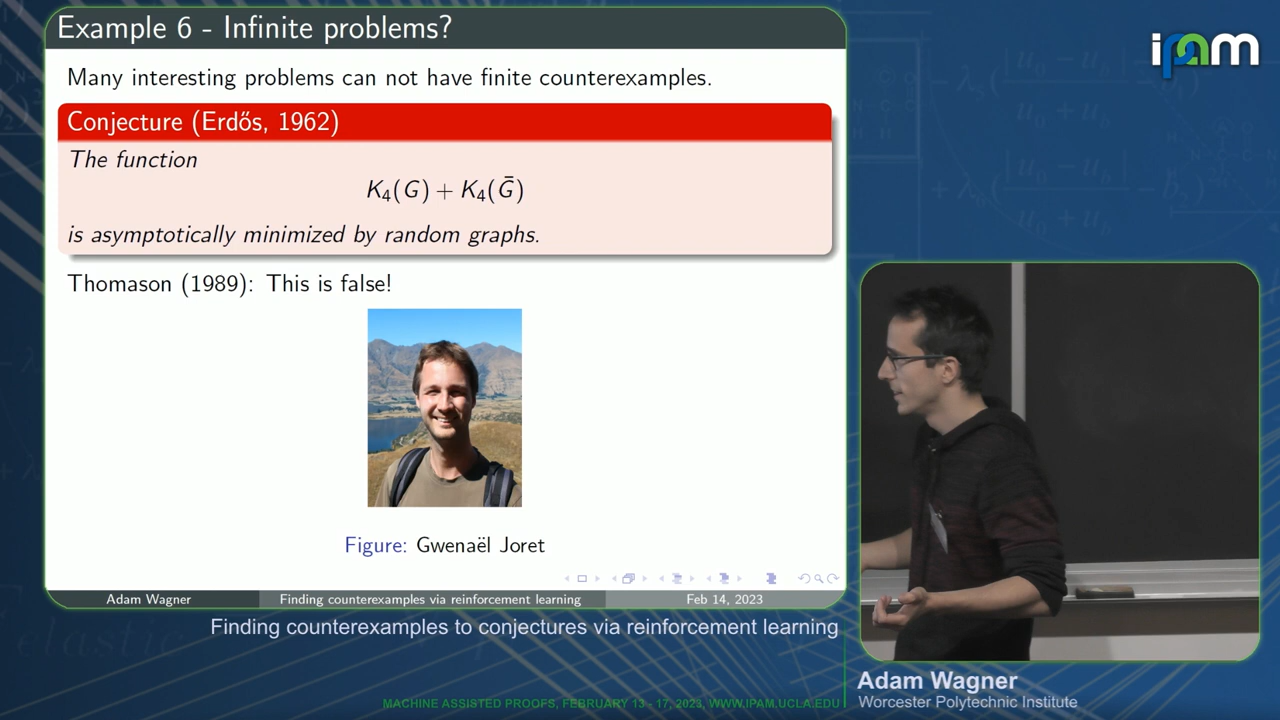 Example 6 - Infinite problems?
Many interesting problems can not have finite counterexamples.
Conjecture (Erdős, 1962)
The function
K₄(G) + K₄(Ḡ)
is asymptotically minimized by random graphs.
Thomason (1989): This is false!
Figure: Gwenaël Joret
Adam Wagner
Finding counterexamples via reinforcement learning
Feb 14, 2023
Finding counterexamples to conjectures via reinforcement learning
ipam
Adam Wagner
Worcester Polytechnic Institute
MACHINE ASSISTED PROOFS, FEBRUARY 13 - 17, 2023, WWW.IPAM.UCLA.EDU